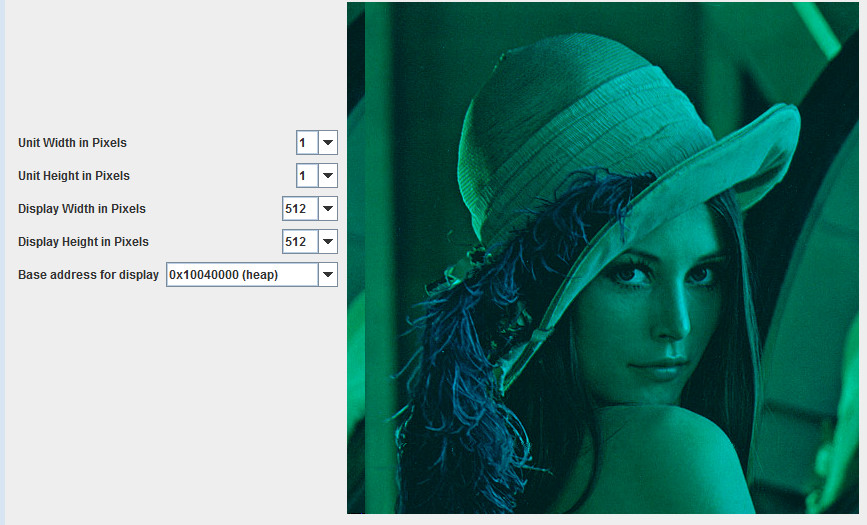 Unit Width in Pixels 1
Unit Height in Pixels 1
Display Width in Pixels 512
Display Height in Pixels 512
Base address for display 0x10040000 (heap)